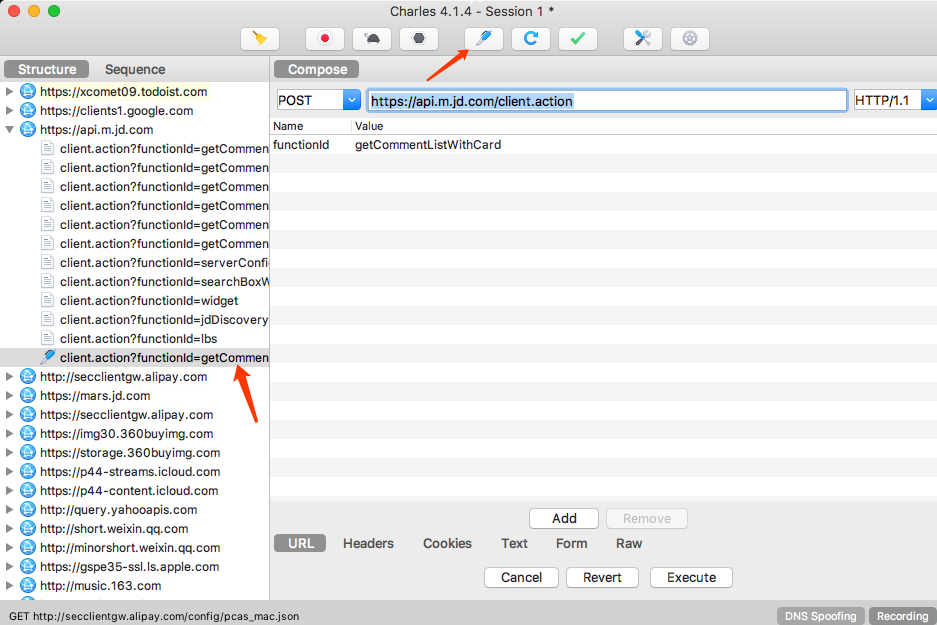 Charles 4.1.4 - Session 1 *
Structure Sequence
https://xcomet09.todoist.com
https://clients1.google.com
https://api.m.jd.com
client.action?functionId=getCommen
client.action?functionId=getCommen
client.action?functionId=getCommen
client.action?functionId=getCommen
client.action?functionId=getCommen
client.action?functionId=getCommen
client.action?functionId=serverConfi
client.action?functionId=searchBoxW
client.action?functionId=widget
client.action?functionId=jdDiscovery
client.action?functionId=lbs
client.action?functionId=getCommen
http://secclientgw.alipay.com
https://mars.jd.com
https://secclientgw.alipay.com
https://img30.360buyimg.com
https://storage.360buyimg.com
https://p44-streams.icloud.com
https://p44-content.icloud.com
http://query.yahooapis.com
http://short.weixin.qq.com
http://minorshort.weixin.qq.com
https://gspe35-ssl.ls.apple.com
http://music.163.com
Compose
POST https://api.m.jd.com/client.action HTTP/1.1
Name Value
functionId getCommentListWithCard
Add Remove
URL Headers Cookies Text Form Raw
Cancel Revert Execute
GET http://secclientgw.alipay.com/config/pcas_mac.json DNS Spoofing Recording